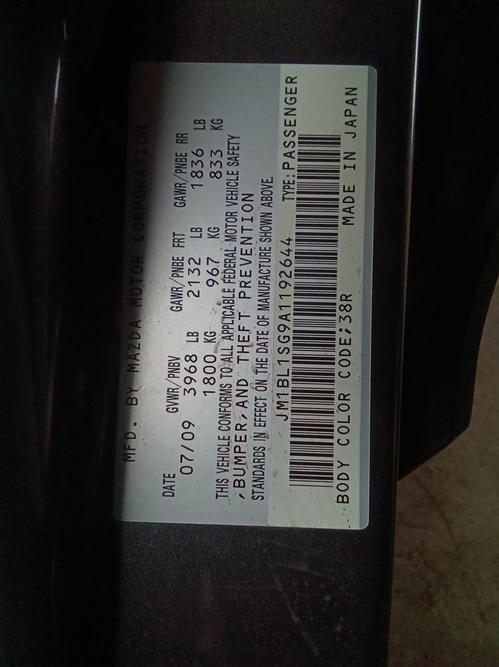 MFD. BY MAZDA MOTOR CORPORATION
DATE GVWR/PNBV GAWR/PNBE FRT GAWR/PNBE RR
07/09 3968 LB 2132 LB 1836 LB
1800 KG 967 KG 833 KG
THIS VEHICLE CONFORMS TO ALL APPLICABLE FEDERAL MOTOR VEHICLE SAFETY
,BUMPER,AND THEFT PREVENTION
STANDARDS IN EFFECT ON THE DATE OF MANUFACTURE SHOWN ABOVE.
JM1BL1SG9A1192644 TYPE:PASSENGER
BODY COLOR CODE;38R MADE IN JAPAN